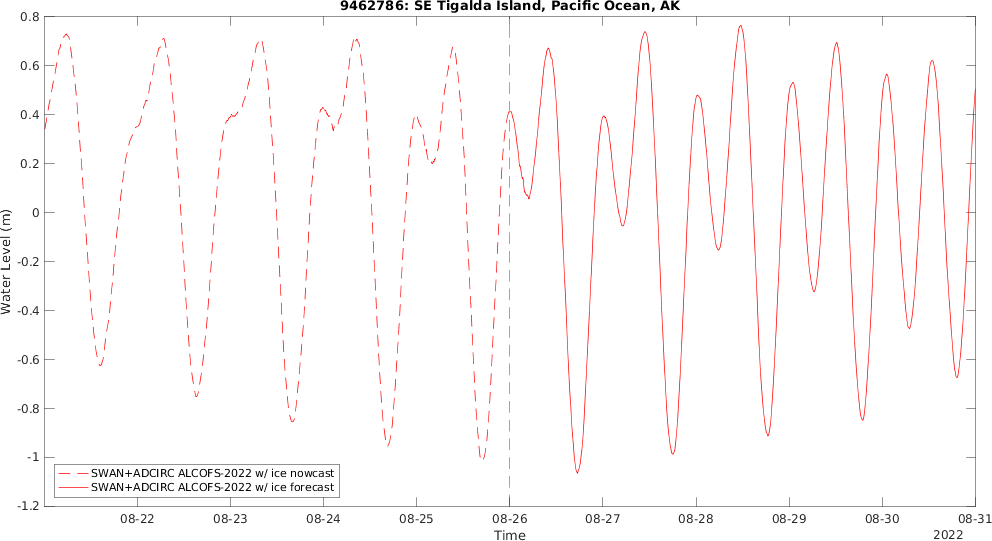 9462786: SE Tigalda Island, Pacific Ocean, AK
0.8
0.6
0.4
0.2
0
-0.2
-0.4
-0.6
-0.8
-1
-1.2
Water Level (m)
SWAN+ADCIRC ALCOFS-2022 w/ ice nowcast
SWAN+ADCIRC ALCOFS-2022 w/ ice forecast
08-22 08-23 08-24 08-25 08-26 08-27 08-28 08-29 08-30 08-31
Time
2022